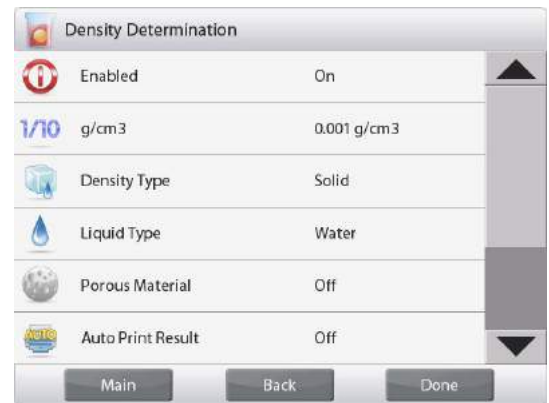 Density Determination
Enabled On
1/10 g/cm3 0.001 g/cm3
Density Type Solid
Liquid Type Water
Porous Material Off
AUTO Auto Print Result Off
Main Back Done